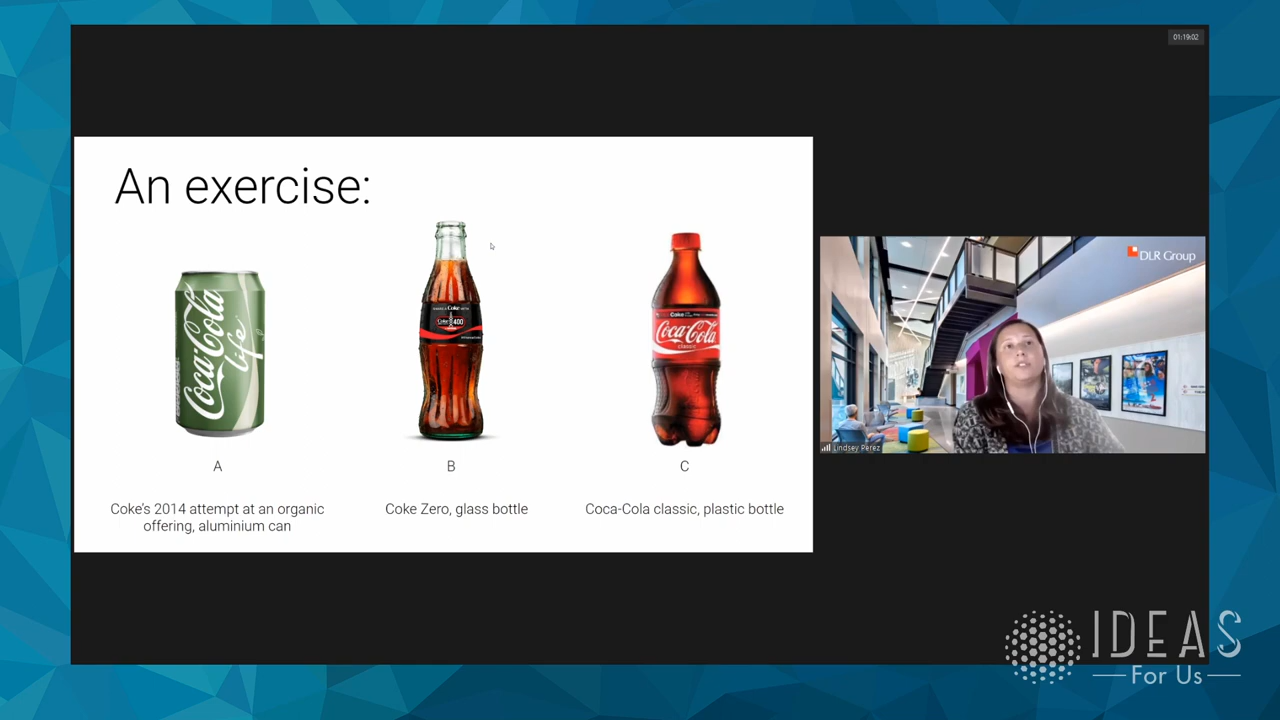 01:19:02
An exercise:
Coca-Cola
life
Coca-Cola
classic
A
B
C
Coke's 2014 attempt at an organic
offering, aluminium can
Coke Zero, glass bottle
Coca-Cola classic, plastic bottle
DLR Group
Lindsey Perez
IDEAS
For Us